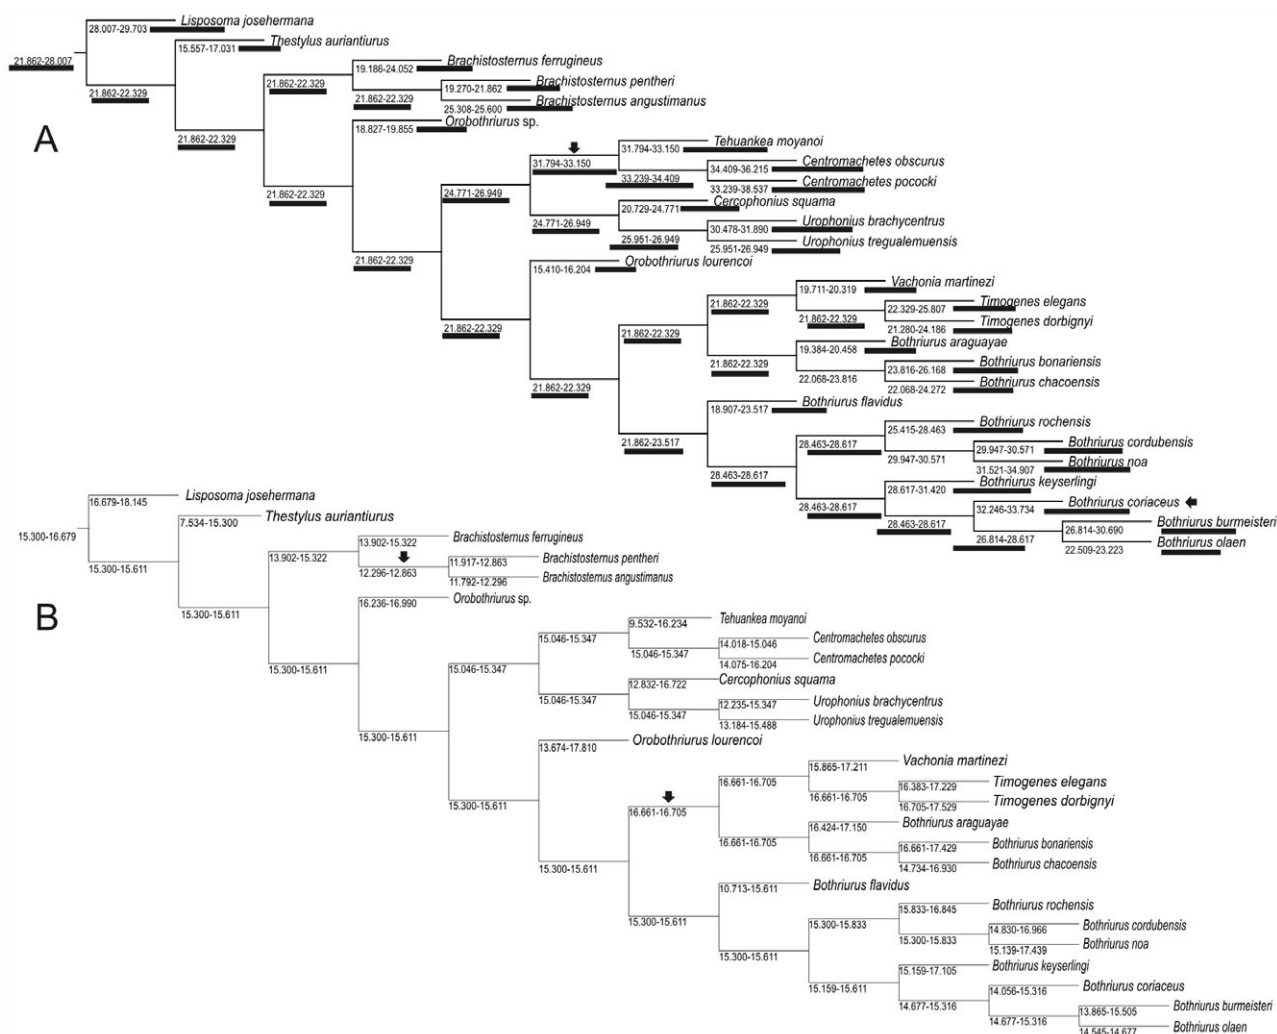 Lisposoma josehermana
28.007-29.703
Thestylus auriantiurus
15.557-17.031
21.862-28.007
Brachistosternus ferrugineus
19.186-24.052
21.862-22.329
Brachistosternus pentheri
19.270-21.862
21.862-22.329
21.862-22.329
Brachistosternus angustimanus
25.308-25.600
Orobothriurus sp.
18.827-19.855
A
21.862-22.329
Tehuankea moyanoi
31.794-33.150
31.794-33.150
Centromachetes obscurus
34.409-36.215
33.239-34.409
Centromachetes pococki
33.239-38.537
21.862-22.329
24.771-26.949
Cercophonius squama
20.729-24.771
Urophonius brachycentrus
30.478-31.890
24.771-26.949
25.951-26.949
Urophonius tregualemuensis
25.951-26.949
21.862-22.329
Orobothriurus lourencoi
15.410-16.204
Vachonia martinezi
19.711-20.319
21.862-22.329
Timogenes elegans
22.329-25.807
21.862-22.329
Timogenes dorbignyi
21.280-24.186
21.862-22.329
21.862-22.329
Bothriurus araguayae
19.384-20.458
21.862-22.329
Bothriurus bonariensis
23.816-26.168
22.068-23.816
Bothriurus chacoensis
22.068-24.272
21.862-22.329
Bothriurus flavidus
18.907-23.517
Bothriurus rochensis
25.415-28.463
21.862-23.517
28.463-28.617
Bothriurus cordubensis
29.947-30.571
29.947-30.571
Bothriurus noa
31.521-34.907
28.463-28.617
Bothriurus keyserlingi
28.617-31.420
28.463-28.617
Bothriurus coriaceus
32.246-33.734
28.463-28.617
Bothriurus burmeisteri
26.814-30.690
26.814-28.617
Bothriurus olaen
22.509-23.223
Lisposoma josehermana
16.679-18.145
Thestylus auriantiurus
7.534-15.300
15.300-16.679
Brachistosternus ferrugineus
13.902-15.322
13.902-15.322
Brachistosternus pentheri
11.917-12.863
15.300-15.611
12.296-12.863
Brachistosternus angustimanus
11.792-12.296
Orobothriurus sp.
16.236-16.990
B
15.300-15.611
Tehuankea moyanoi
9.532-16.234
15.046-15.347
Centromachetes obscurus
14.018-15.046
15.046-15.347
Centromachetes pococki
14.075-16.204
15.300-15.611
15.046-15.347
Cercophonius squama
12.832-16.722
15.046-15.347
Urophonius brachycentrus
12.235-15.347
15.046-15.347
Urophonius tregualemuensis
13.184-15.488
15.300-15.611
Orobothriurus lourencoi
13.674-17.810
Vachonia martinezi
15.865-17.211
16.661-16.705
Timogenes elegans
16.383-17.229
16.661-16.705
Timogenes dorbignyi
16.705-17.529
15.300-15.611
16.661-16.705
Bothriurus araguayae
16.424-17.150
16.661-16.705
Bothriurus bonariensis
16.661-17.429
16.661-16.705
Bothriurus chacoensis
14.734-16.930
15.300-15.611
Bothriurus flavidus
10.713-15.611
Bothriurus rochensis
15.833-16.845
15.300-15.611
15.300-15.833
Bothriurus cordubensis
14.830-16.966
15.300-15.833
Bothriurus noa
15.139-17.439
15.300-15.611
Bothriurus keyserlingi
15.159-17.105
15.159-15.611
Bothriurus coriaceus
14.056-15.316
14.677-15.316
Bothriurus burmeisteri
13.865-15.505
14.677-15.316
Bothriurus olaen
14.545-14.677